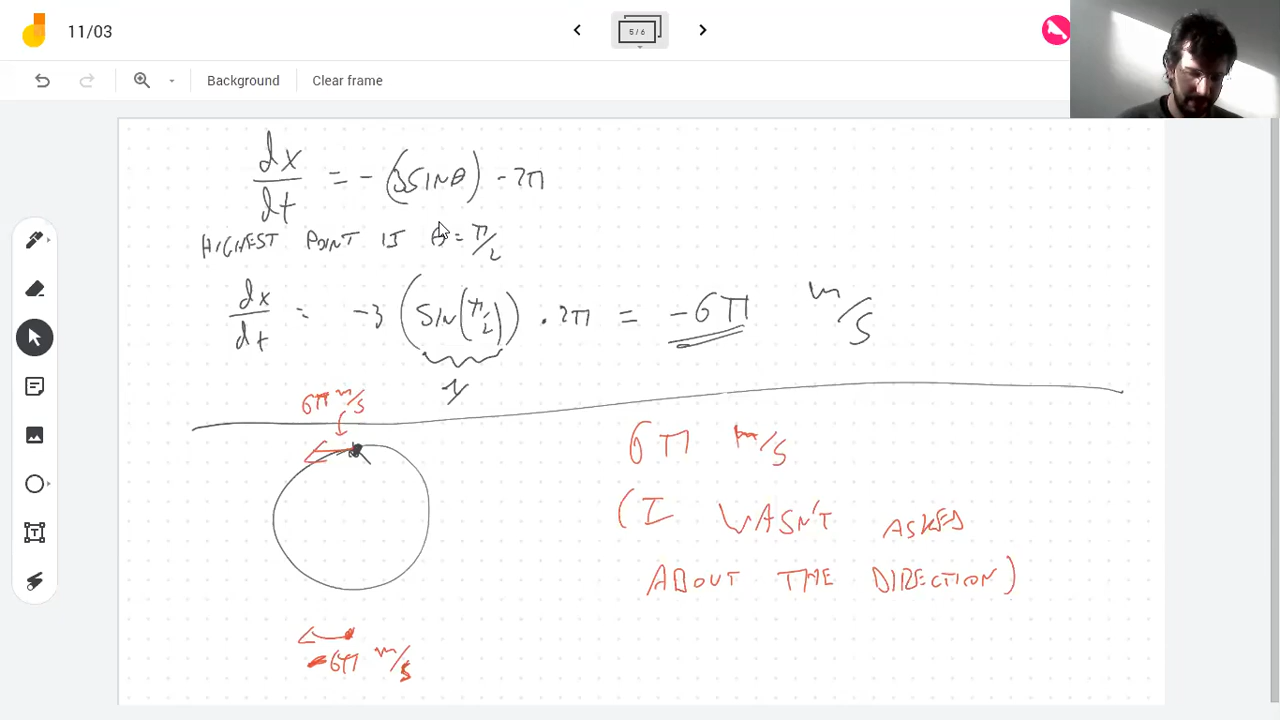 11/03
5 / 6
Background
Clear frame
dx/dt = - (3SINθ) - 2π
HIGHEST POINT IS θ = π/2
dx/dt = -3 (SIN(π/2)) . 2π = -6π m/s
1
6π m/s
6π m/s
(I WASN'T ASKED
ABOUT THE DIRECTION)
-6π m/s